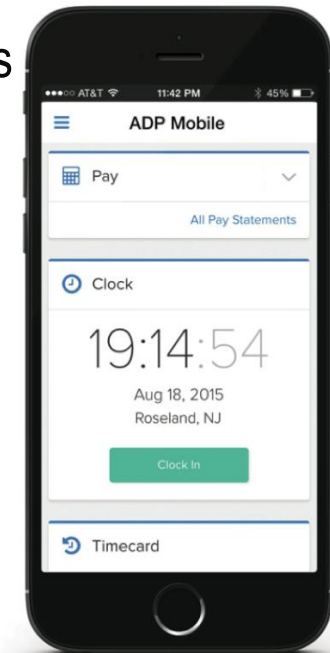 s
AT&T 11:42 PM 45%
ADP Mobile
Pay
All Pay Statements
Clock
19:14:54
Aug 18, 2015
Roseland, NJ
Clock In
Timecard